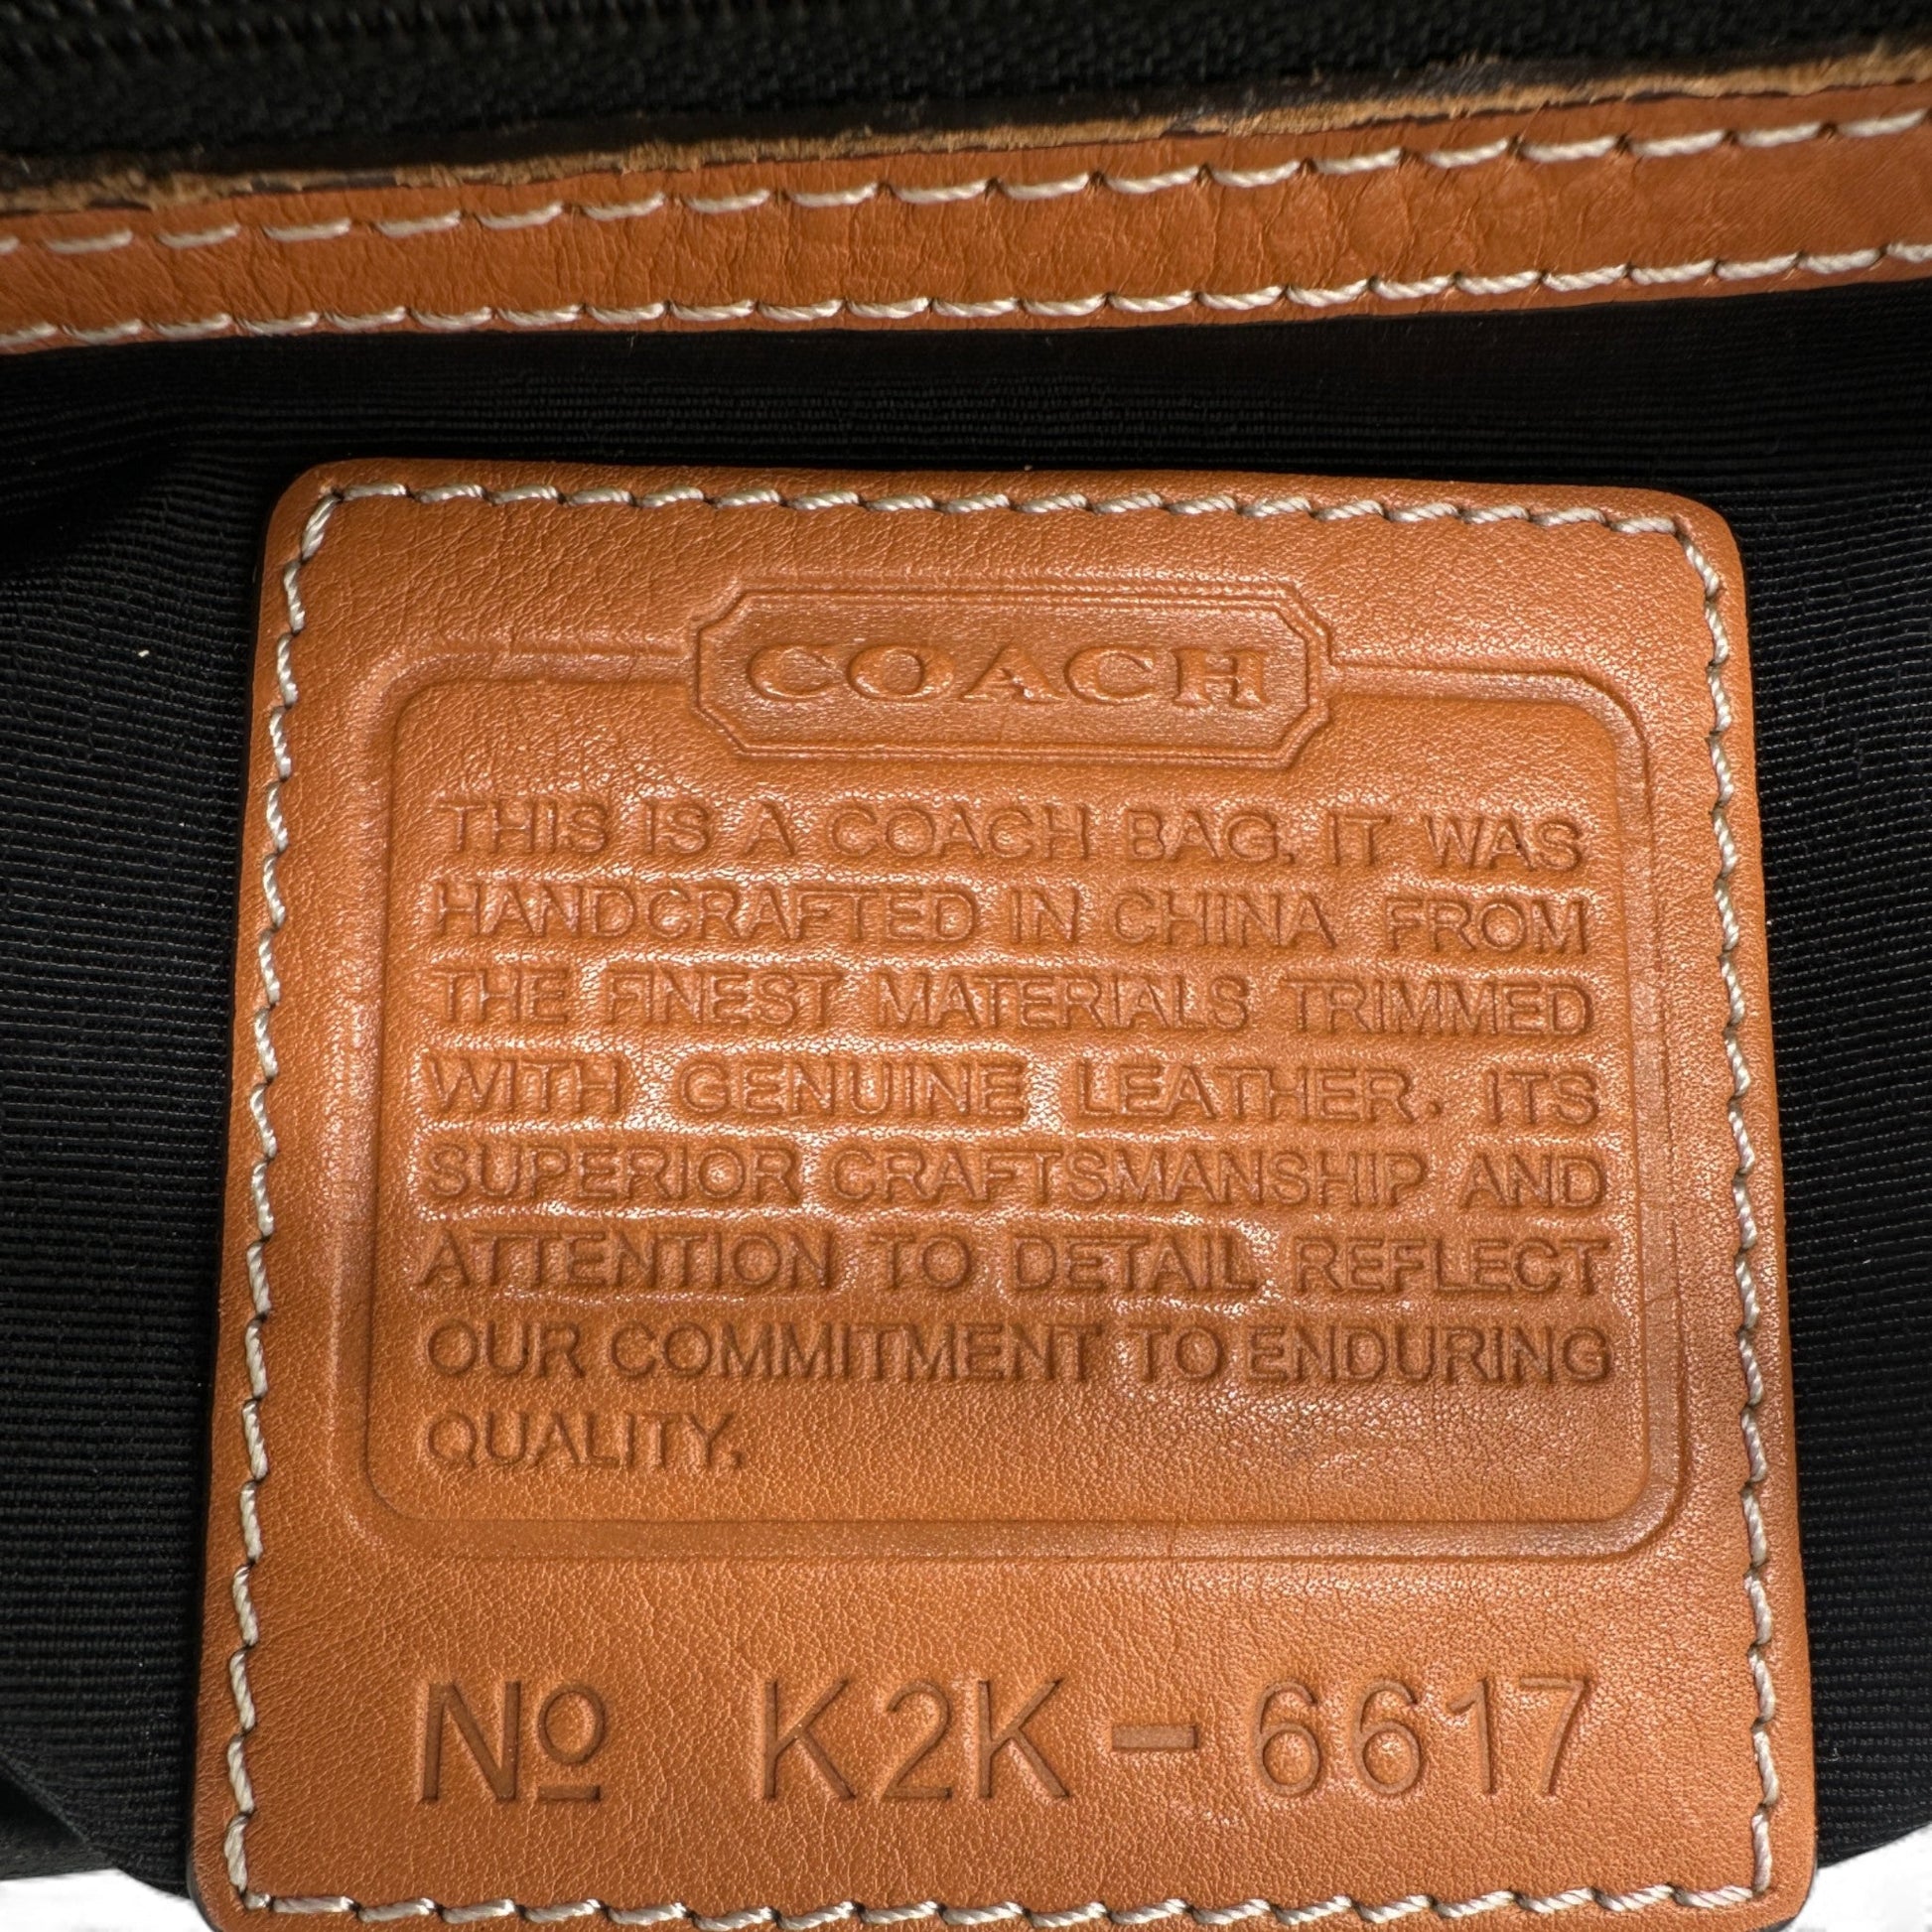 COACH
THIS IS A COACH BAG. IT WAS
HANDCRAFTED IN CHINA FROM
THE FINEST MATERIALS TRIMMED
WITH GENUINE LEATHER. ITS
SUPERIOR CRAFTSMANSHIP AND
ATTENTION TO DETAIL REFLECT
OUR COMMITMENT TO ENDURING
QUALITY.
Nº K2K-6617